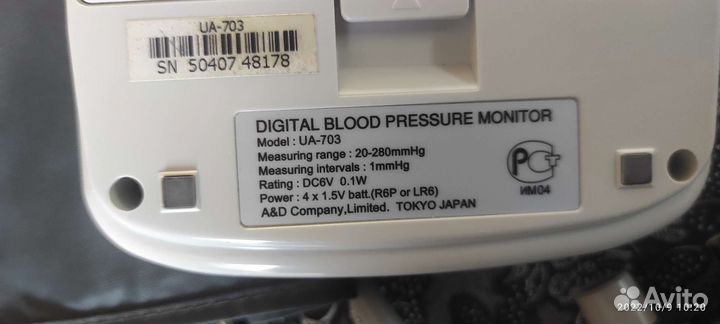 UA-703
SN 50407 48178
DIGITAL BLOOD PRESSURE MONITOR
Model : UA-703
Measuring range : 20-280mmHg
Measuring intervals : 1mmHg
Rating : DC6V 0.1W
Power : 4 x 1.5V batt.(R6P or LR6)
A&D Company,Limited. TOKYO JAPAN
РСТ
ИМ04
Avito
2022/10/9 10:20